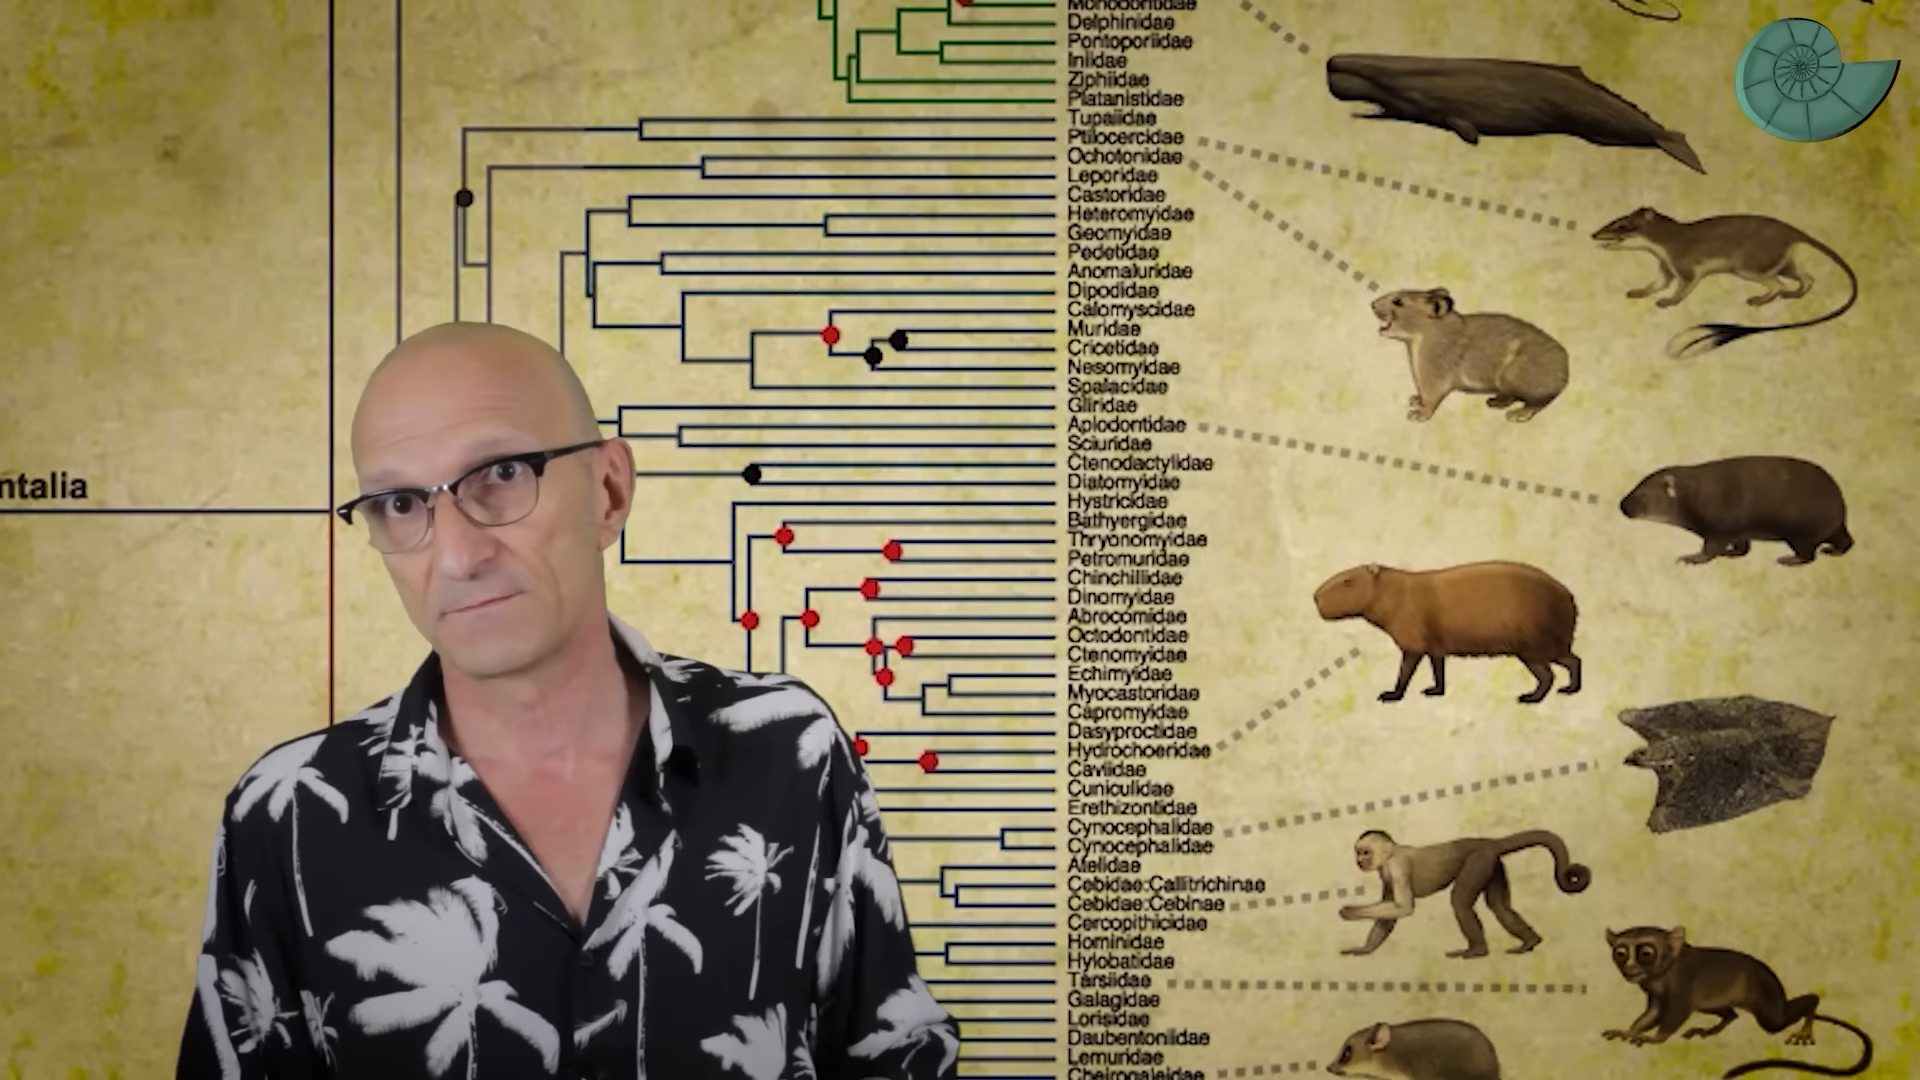 Monodontidae
Delphinidae
Pontoporiidae
Iniidae
Ziphiidae
Platanistidae
Tupaiidae
Ptilocercidae
Ochotonidae
Leporidae
Castoridae
Heteromyidae
Geomyidae
Pedetidae
Anomaluridae
Dipodidae
Calomyscidae
Muridae
Cricetidae
Nesomyidae
Spalacidae
Gliridae
Aplodontidae
Sciuridae
Ctenodactylidae
Diatomyidae
ntalia
Hystricidae
Bathyergidae
Thryonomyidae
Petromuridae
Chinchillidae
Dinomyidae
Abrocomidae
Octodontidae
Ctenomyidae
Echimyidae
Myocastoridae
Capromyidae
Dasyproctidae
Hydrochoeridae
Caviidae
Cuniculidae
Erethizontidae
Cynocephalidae
Cynocephalidae
Atelidae
Cebidae:Callitrichinae
Cebidae:Cebinae
Cercopithicidae
Hominidae
Hylobatidae
Tarsiidae
Galagidae
Lorisidae
Daubentoniidae
Lemuridae
Cheirogaleidae